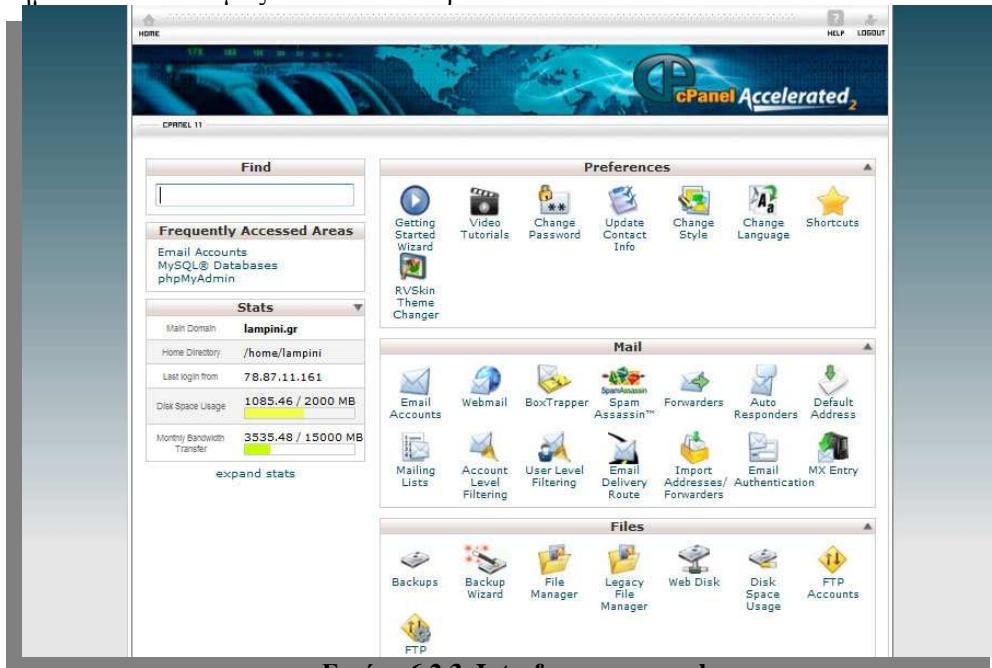 HOME
HELP LOGOUT
cPanel Accelerated2
CPANEL 11
Find
Frequently Accessed Areas
Email Accounts
MySQL® Databases
phpMyAdmin
Stats
Main Domain lampini.gr
Home Directory /home/lampini
Last login from 78.87.11.161
Disk Space Usage 1085.46 / 2000 MB
Monthly Bandwidth Transfer 3535.48 / 15000 MB
expand stats
Preferences
Getting Started Wizard
Video Tutorials
Change Password
Update Contact Info
Change Style
Change Language
Shortcuts
RVSkin Theme Changer
Mail
Email Accounts
Webmail
BoxTrapper
SpamAssassin
Spam Assassin™
Forwarders
Auto Responders
Default Address
Mailing Lists
Account Level Filtering
User Level Filtering
Email Delivery Route
Import Addresses/ Forwarders
Email Authentication
MX Entry
Files
Backups
Backup Wizard
File Manager
Legacy File Manager
Web Disk
Disk Space Usage
FTP Accounts
FTP